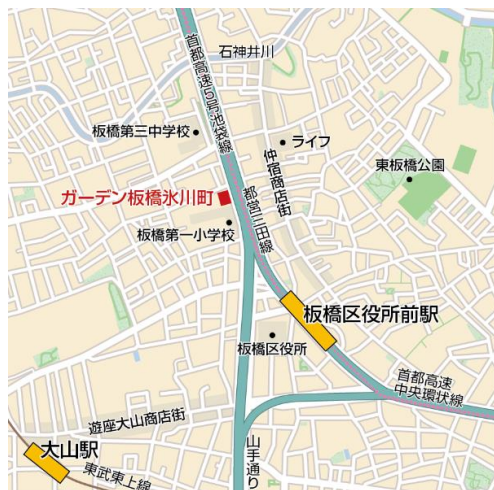 石神井川
首都高速5号池袋線
板橋第三中学校
ライフ
仲宿商店街
東板橋公園
ガーデン板橋氷川町
都営三田線
板橋第一小学校
板橋区役所前駅
板橋区役所
首都高速
中央環状線
遊座大山商店街
山手通り
大山駅
東武東上線